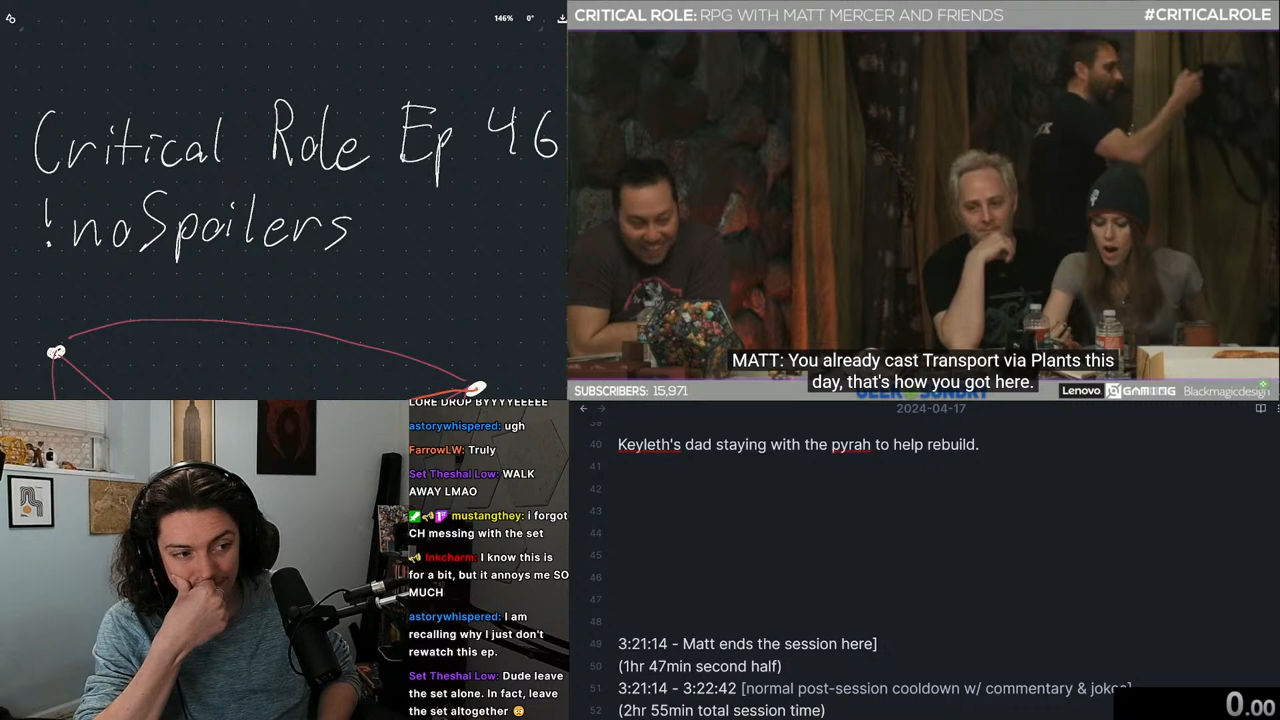 146%
0°
Critical Role Ep 46
!noSpoilers
CRITICAL ROLE: RPG WITH MATT MERCER AND FRIENDS
#CRITICALROLE
MATT: You already cast Transport via Plants this
day, that's how you got here.
SUBSCRIBERS: 15,971
GEEK & SUNDRY
Lenovo
GAMING
Blackmagicdesign
LORE DROP BYYYYEEEEE
astorywhispered: ugh
FarrowLW: Truly
Set Theshal Low: WALK
AWAY LMAO
mustangthey: i forgot
CH messing with the set
Inkcharm: I know this is
for a bit, but it annoys me SO
MUCH
astorywhispered: I am
recalling why I just don't
rewatch this ep.
Set Theshal Low: Dude leave
the set alone. In fact, leave
the set altogether
2024-04-17
39
40 Keyleth's dad staying with the pyrah to help rebuild.
41
42
43
44
45
46
47
48
49 3:21:14 - Matt ends the session here]
50 (1hr 47min second half)
51 3:21:14 - 3:22:42 [normal post-session cooldown w/ commentary & jokes]
52 (2hr 55min total session time)
0.00